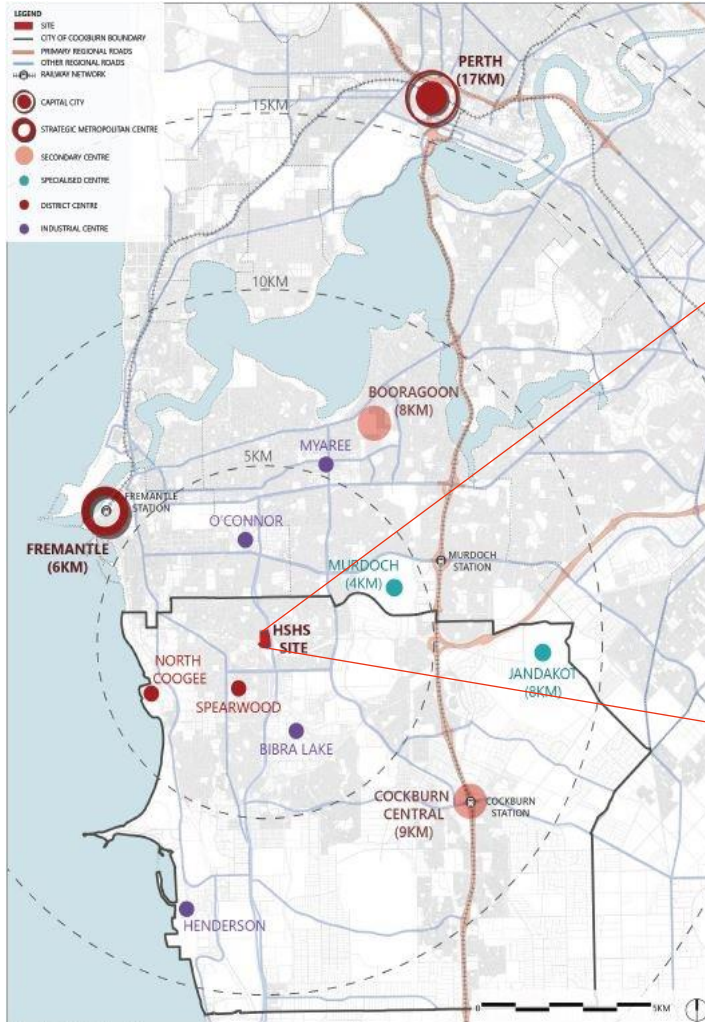 LEGEND
SITE
CITY OF COCKBURN BOUNDARY
PRIMARY REGIONAL ROADS
OTHER REGIONAL ROADS
RAILWAY NETWORK
CAPITAL CITY
STRATEGIC METROPOLITAN CENTRE
SECONDARY CENTRE
SPECIALISED CENTRE
DISTRICT CENTRE
INDUSTRIAL CENTRE
PERTH
(17KM)
15KM
10KM
BOORAGOON
(8KM)
MYAREE
5KM
FREMANTLE
STATION
O'CONNOR
FREMANTLE
(6KM)
MURDOCH
STATION
MURDOCH
(4KM)
HSHS
SITE
NORTH
COOGEE
JANDAKOT
(8KM)
SPEARWOOD
BIBRA LAKE
COCKBURN
CENTRAL
(9KM)
COCKBURN
STATION
HENDERSON
0
5KM